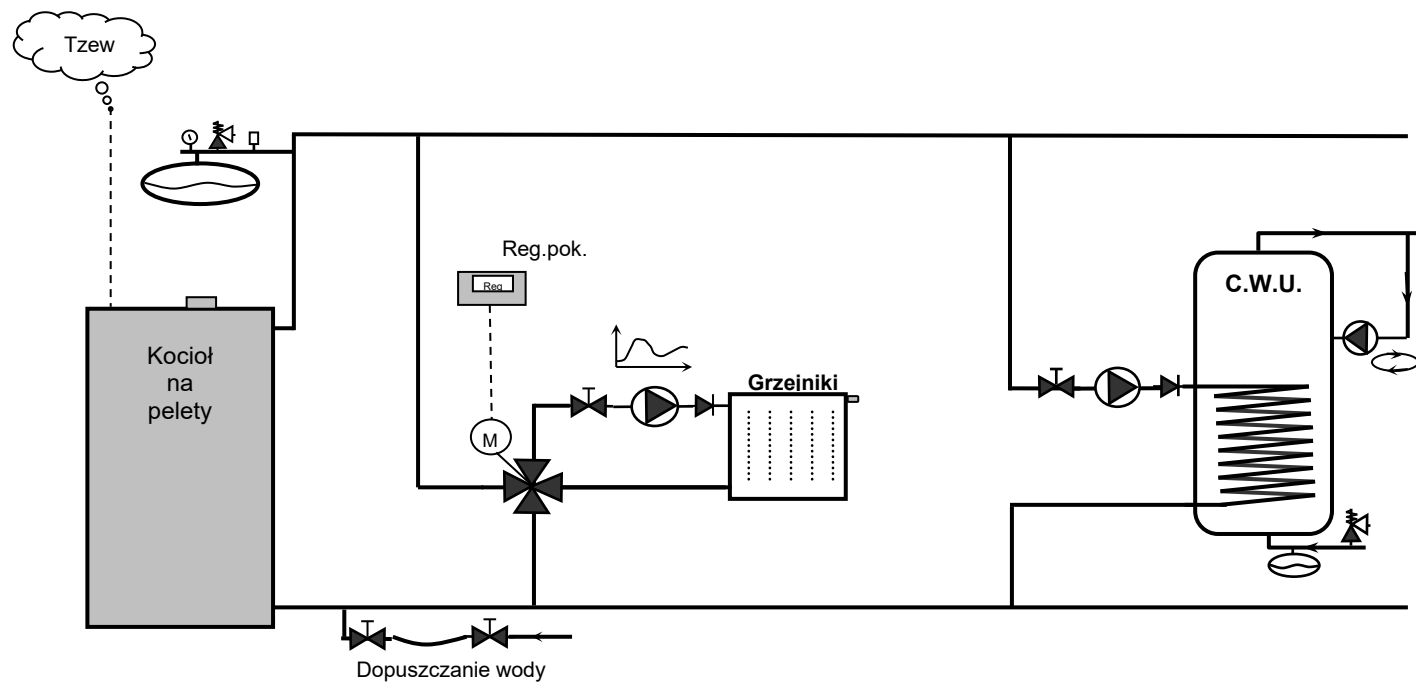 Tzew
Reg.pok.
Reg
C.W.U.
Kocioł
na
pelety
Grzejniki
M
Dopuszczanie wody